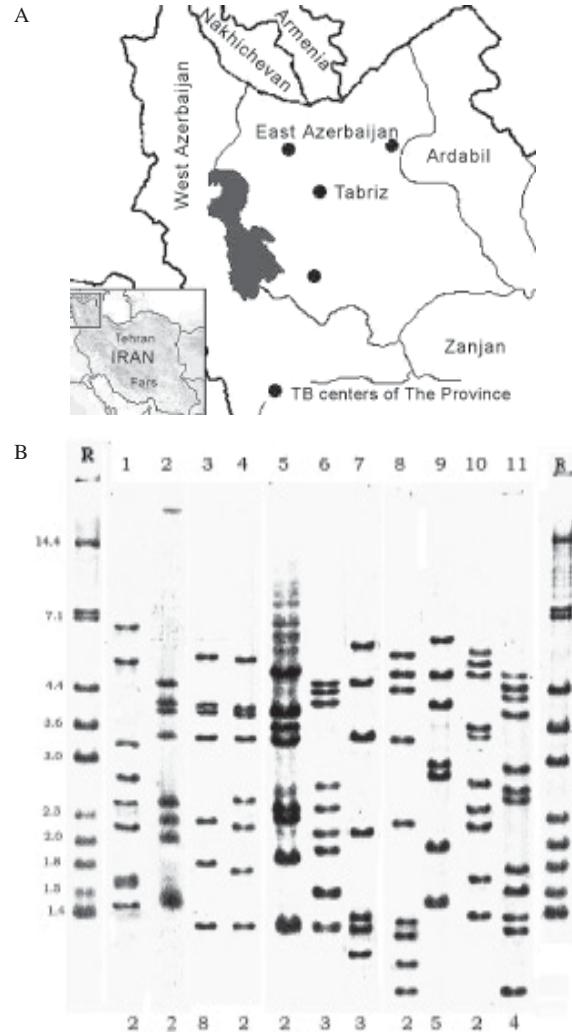 A
Nakhichevan
Armenia
West Azerbaijan
East Azerbaijan
Ardabil
Tabriz
Tehran
IRAN
Fars
Zanjan
TB centers of The Province
B
R 1 2 3 4 5 6 7 8 9 10 11 R
14.4
7.1
4.4
3.6
3.0
2.3
2.0
1.8
1.5
1.4
2 2 8 2 2 3 3 2 5 2 4